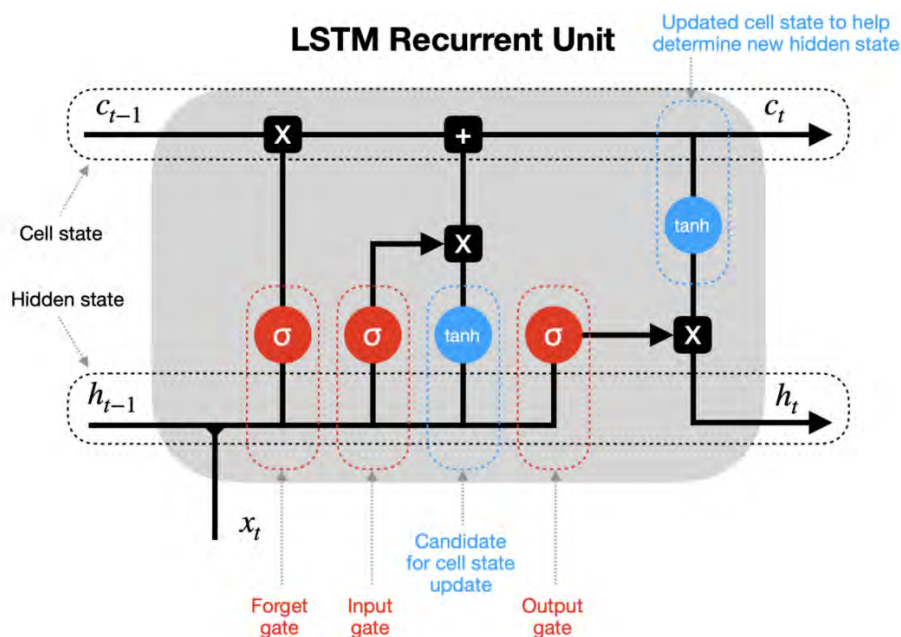 LSTM Recurrent Unit
Updated cell state to help
determine new hidden state
c_{t−1}
X
+
c_t
Cell state
X
tanh
Hidden state
σ
σ
tanh
σ
X
h_{t−1}
h_t
x_t
Candidate
for cell state
update
Forget
gate
Input
gate
Output
gate